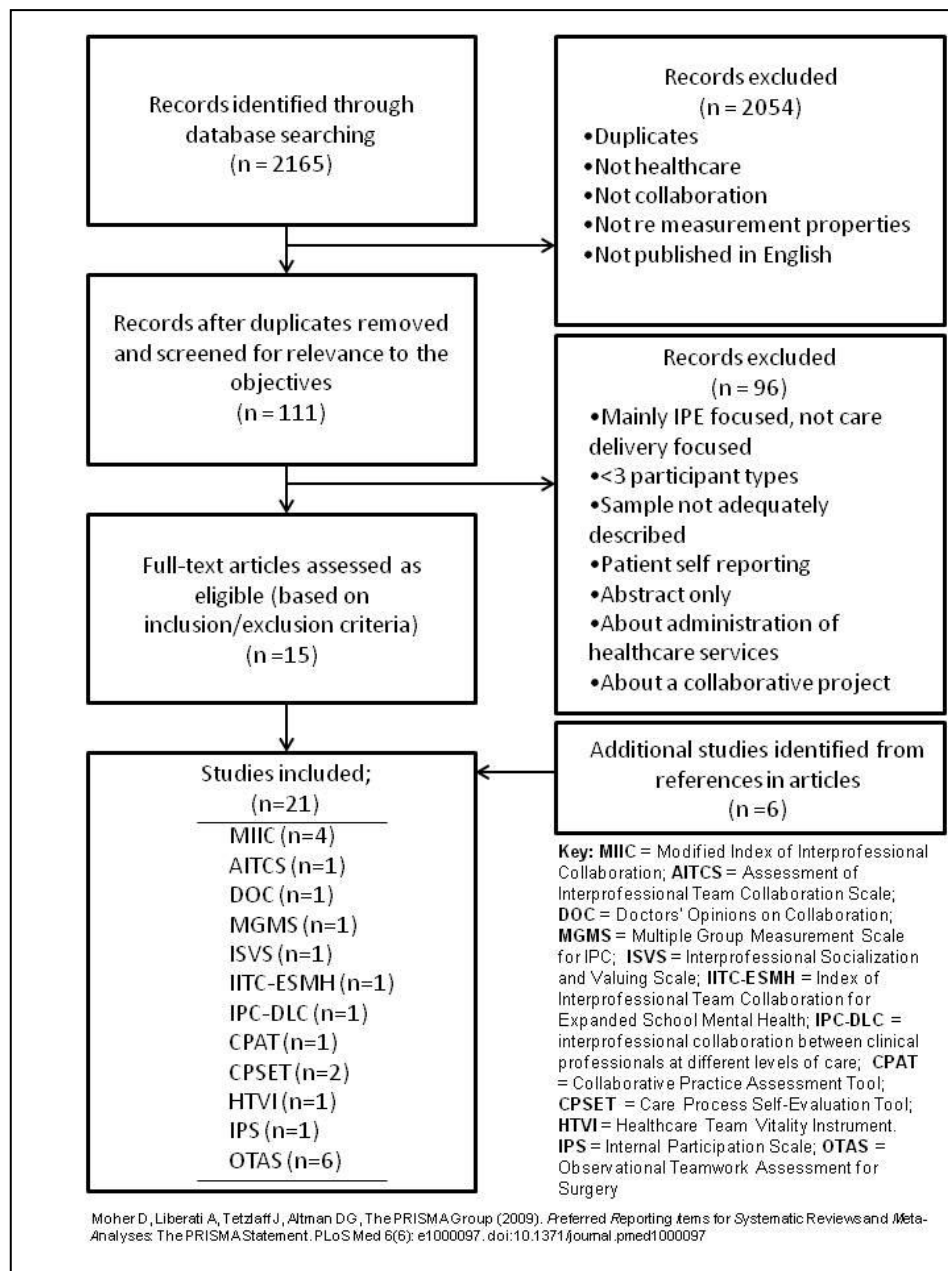 Records identified through
database searching
(n = 2165)
Records excluded
(n = 2054)
•Duplicates
•Not healthcare
•Not collaboration
•Not re measurement properties
•Not published in English
Records after duplicates removed
and screened for relevance to the
objectives
(n = 111)
Records excluded
(n = 96)
•Mainly IPE focused, not care
delivery focused
•<3 participant types
•Sample not adequately
described
•Patient self reporting
•Abstract only
•About administration of
healthcare services
•About a collaborative project
Full-text articles assessed as
eligible (based on
inclusion/exclusion criteria)
(n =15)
Additional studies identified from
references in articles
(n =6)
Studies included;
(n=21)
MIIC (n=4)
AITCS (n=1)
DOC (n=1)
MGMS (n=1)
ISVS (n=1)
IITC-ESMH (n=1)
IPC-DLC (n=1)
CPAT (n=1)
CPSET (n=2)
HTVI (n=1)
IPS (n=1)
OTAS (n=6)
Key: MIIC = Modified Index of Interprofessional
Collaboration; AITCS = Assessment of
Interprofessional Team Collaboration Scale;
DOC = Doctors' Opinions on Collaboration;
MGMS = Multiple Group Measurement Scale
for IPC; ISVS = Interprofessional Socialization
and Valuing Scale; IITC-ESMH = Index of
Interprofessional Team Collaboration for
Expanded School Mental Health; IPC-DLC =
interprofessional collaboration between clinical
professionals at different levels of care; CPAT
= Collaborative Practice Assessment Tool;
CPSET = Care Process Self-Evaluation Tool;
HTVI = Healthcare Team Vitality Instrument.
IPS = Internal Participation Scale; OTAS =
Observational Teamwork Assessment for
Surgery
Moher D, Liberati A, Tetzlaff J, Altman DG, The PRISMA Group (2009). Preferred Reporting Items for Systematic Reviews and Meta-
Analyses: The PRISMA Statement. PLoS Med 6(6): e1000097. doi:10.1371/journal.pmed1000097